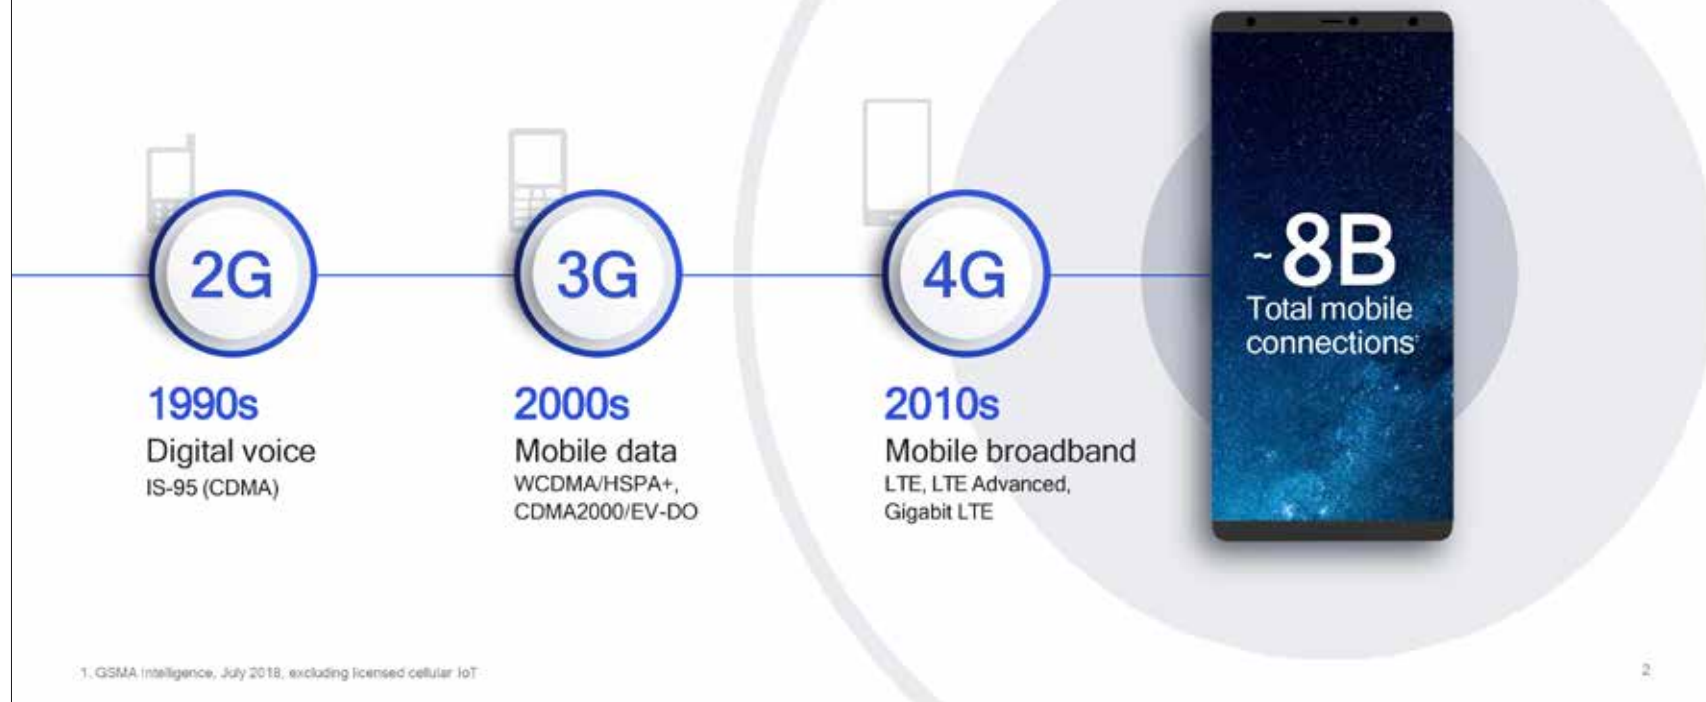 2G
1990s
Digital voice
IS-95 (CDMA)
3G
2000s
Mobile data
WCDMA/HSPA+,
CDMA2000/EV-DO
4G
2010s
Mobile broadband
LTE, LTE Advanced,
Gigabit LTE
~8B
Total mobile
connections¹
1. GSMA Intelligence, July 2018, excluding licensed cellular IoT
2